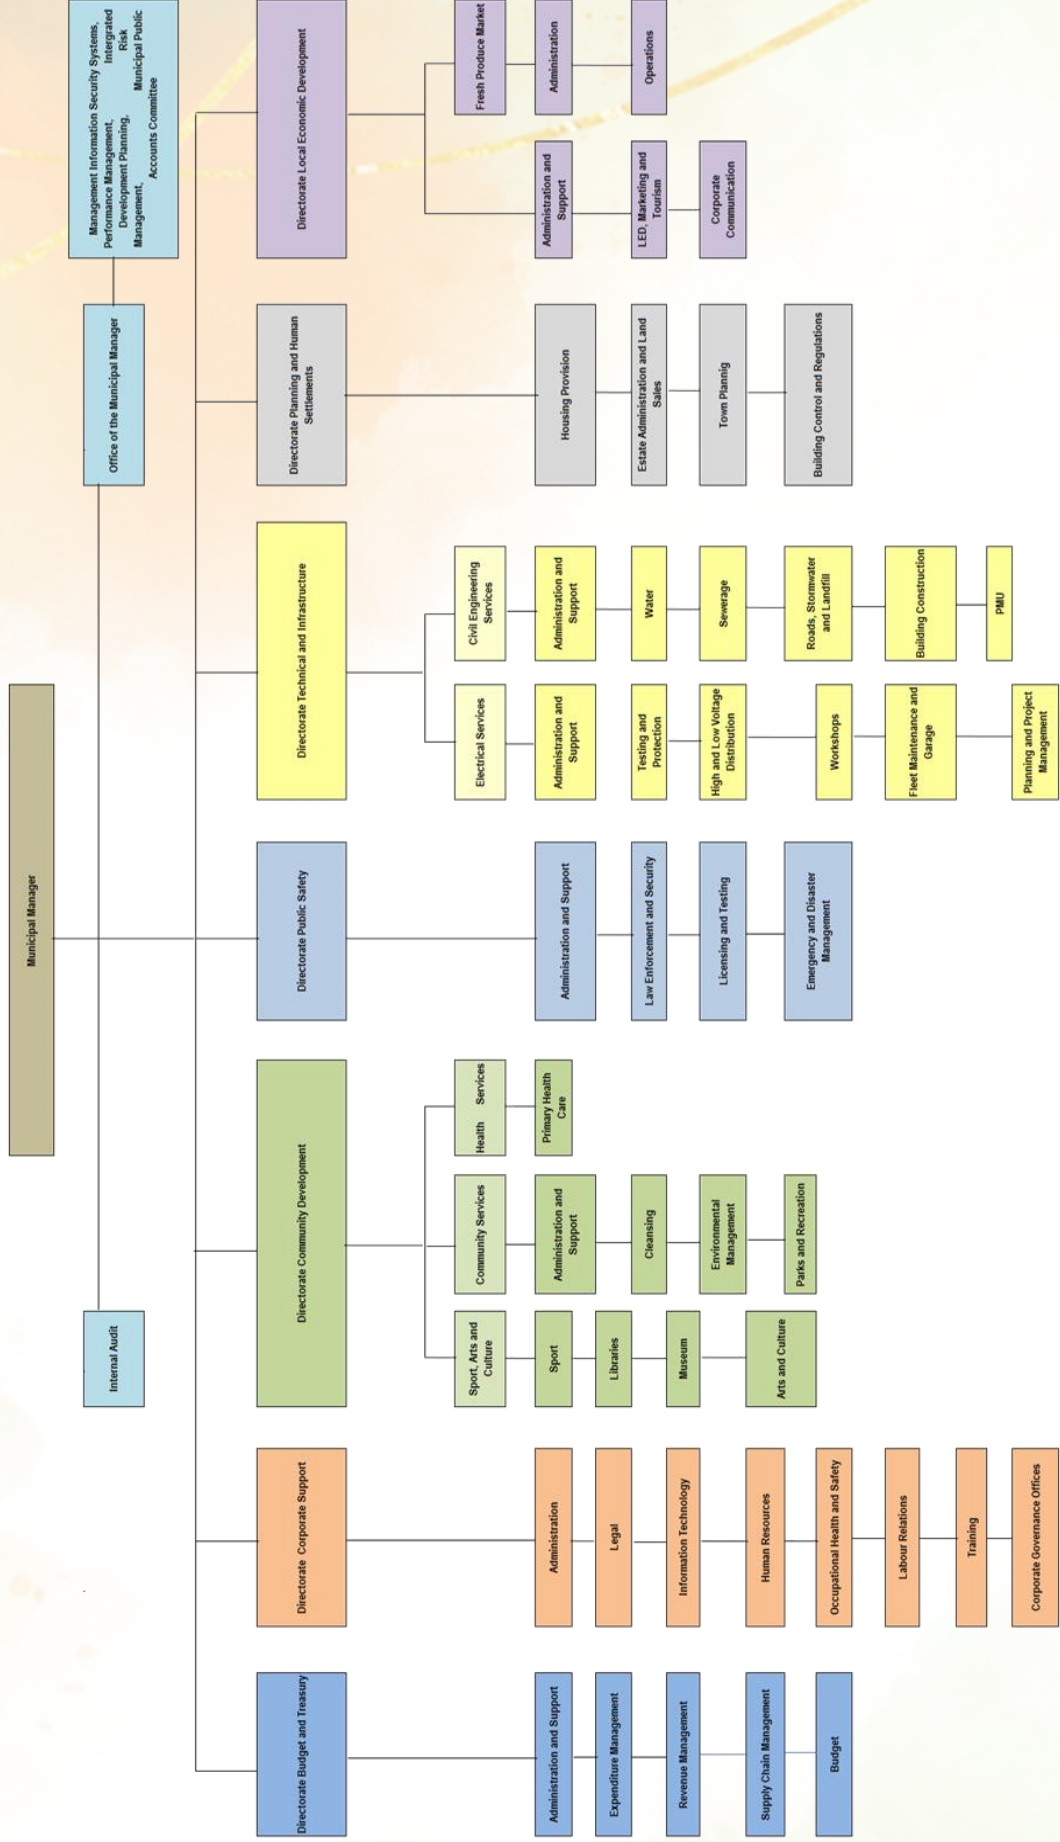 Municipal Manager
Internal Audit
Office of the Municipal Manager
Management Information Security Systems,
Performance Management, Intergrated
Development Planning, Risk
Management, Municipal Public
Accounts Committee
Directorate Budget and Treasury
Administration and Support
Expenditure Management
Revenue Management
Supply Chain Management
Budget
Directorate Corporate Support
Administration
Legal
Information Technology
Human Resources
Occupational Health and Safety
Labour Relations
Training
Corporate Governance Offices
Directorate Community Development
Sport, Arts and
Culture
Sport
Libraries
Museum
Arts and Culture
Community Services
Administration and
Support
Cleansing
Environmental
Management
Parks and Recreation
Health Services
Primary Health
Care
Directorate Public Safety
Administration and Support
Law Enforcement and Security
Licensing and Testing
Emergency and Disaster
Management
Directorate Technical and Infrastructure
Electrical Services
Administration and
Support
Testing and
Protection
High and Low Voltage
Distribution
Workshops
Fleet Maintenance and
Garage
Planning and Project
Management
Civil Engineering
Services
Administration and
Support
Water
Sewerage
Roads, Stormwater
and Landfill
Building Construction
PMU
Directorate Planning and Human
Settlements
Housing Provision
Estate Administration and Land
Sales
Town Plannig
Building Control and Regulations
Directorate Local Economic Development
Administration and
Support
LED, Marketing and
Tourism
Corporate
Communication
Fresh Produce Market
Administration
Operations